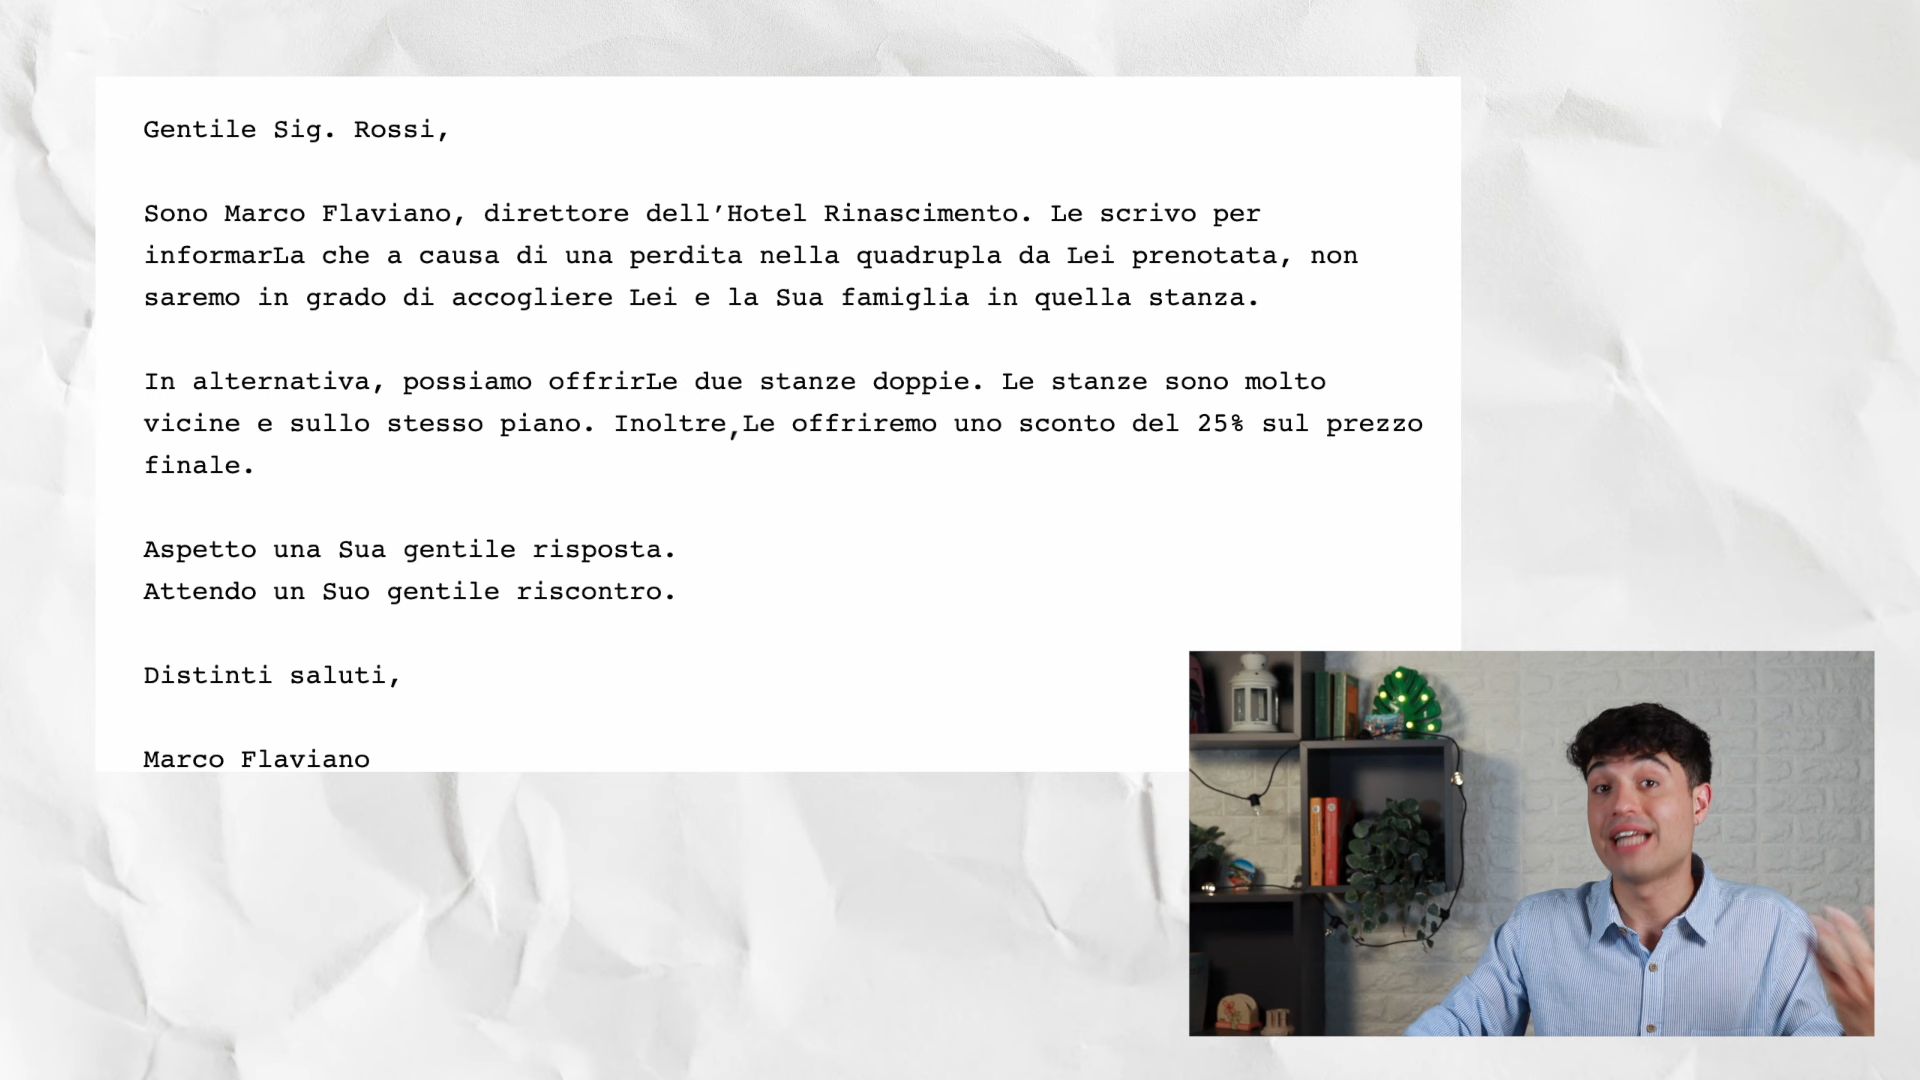 Gentile Sig. Rossi,
Sono Marco Flaviano, direttore dell’Hotel Rinascimento. Le scrivo per
informarLa che a causa di una perdita nella quadrupla da Lei prenotata, non
saremo in grado di accogliere Lei e la Sua famiglia in quella stanza.
In alternativa, possiamo offrirLe due stanze doppie. Le stanze sono molto
vicine e sullo stesso piano. Inoltre,Le offriremo uno sconto del 25% sul prezzo
finale.
Aspetto una Sua gentile risposta.
Attendo un Suo gentile riscontro.
Distinti saluti,
Marco Flaviano